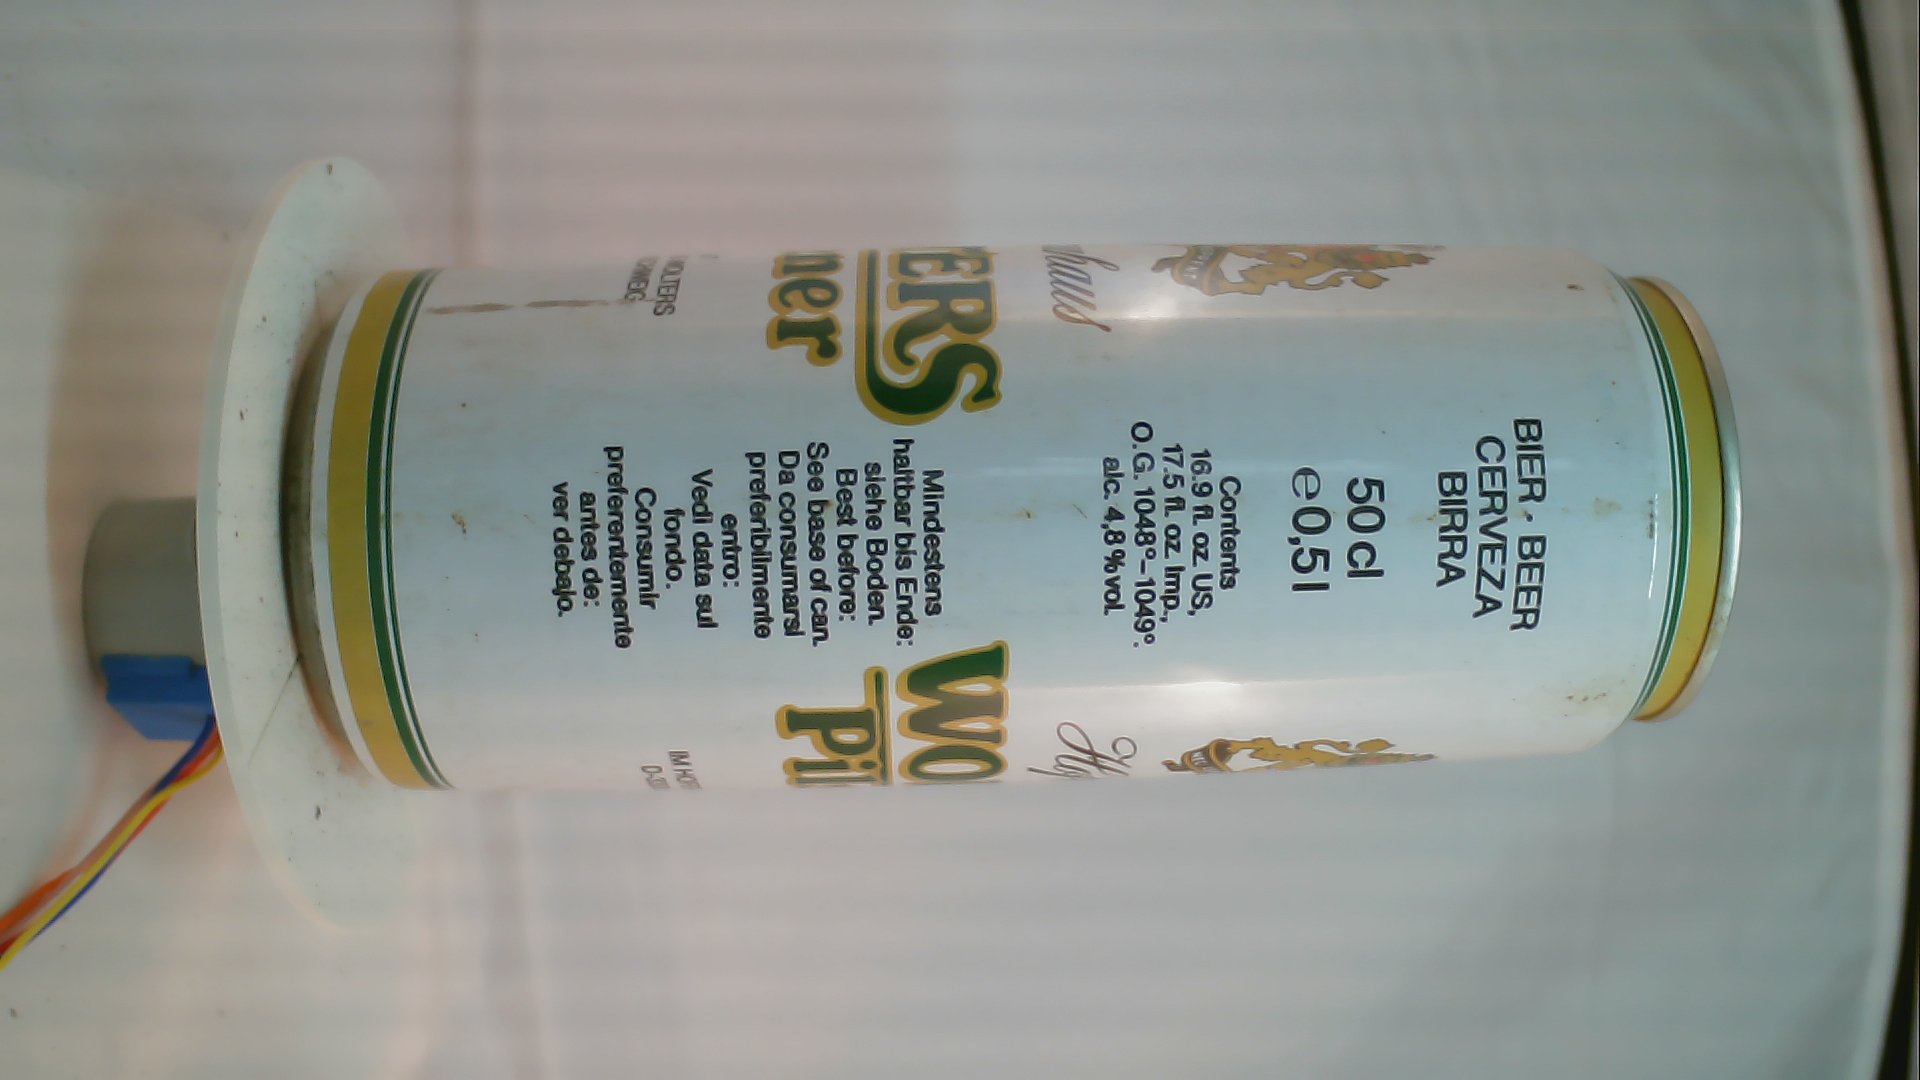 BIER · BEER
CERVEZA
BIRRA
50 cl
℮0,5 l
Contents
16.9 fl. oz. US,
17.5 fl. oz. Imp.,
O.G. 1048°–1049°.
alc. 4,8 % vol.
haus
ERS
ner
WO
Pil
Mindestens
haltbar bis Ende:
siehe Boden.
Best before:
See base of can.
Da consumarsi
preferibilmente
entro:
Vedi data sul
fondo.
Consumir
preferentemente
antes de:
ver debajo.
WOLTERS